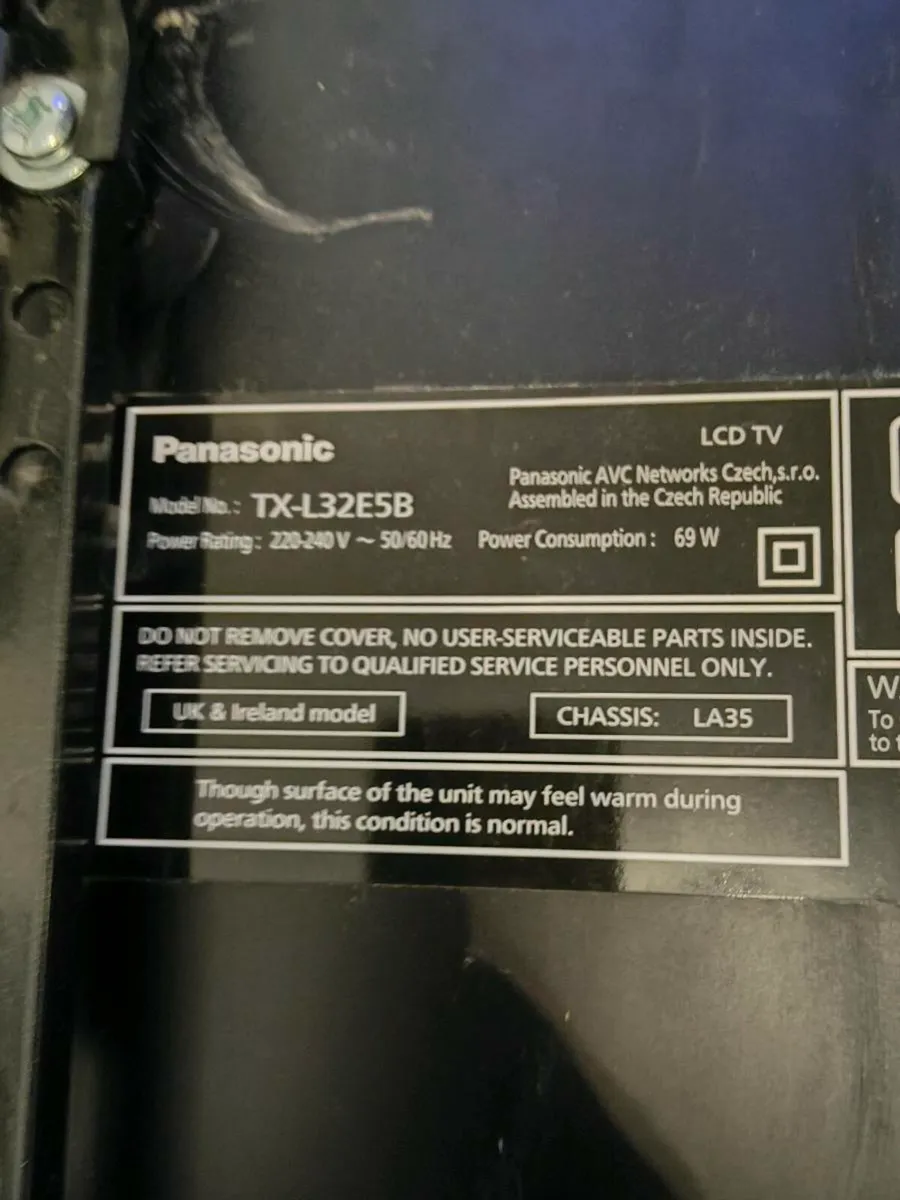 Panasonic
LCD TV
Panasonic AVC Networks Czech,s.r.o.
Assembled in the Czech Republic
Model No.: TX-L32E5B
Power Rating: 220-240 V ~ 50/60 Hz Power Consumption: 69 W
DO NOT REMOVE COVER, NO USER-SERVICEABLE PARTS INSIDE.
REFER SERVICING TO QUALIFIED SERVICE PERSONNEL ONLY.
UK & Ireland model
CHASSIS: LA35
Though surface of the unit may feel warm during
operation, this condition is normal.
To
to